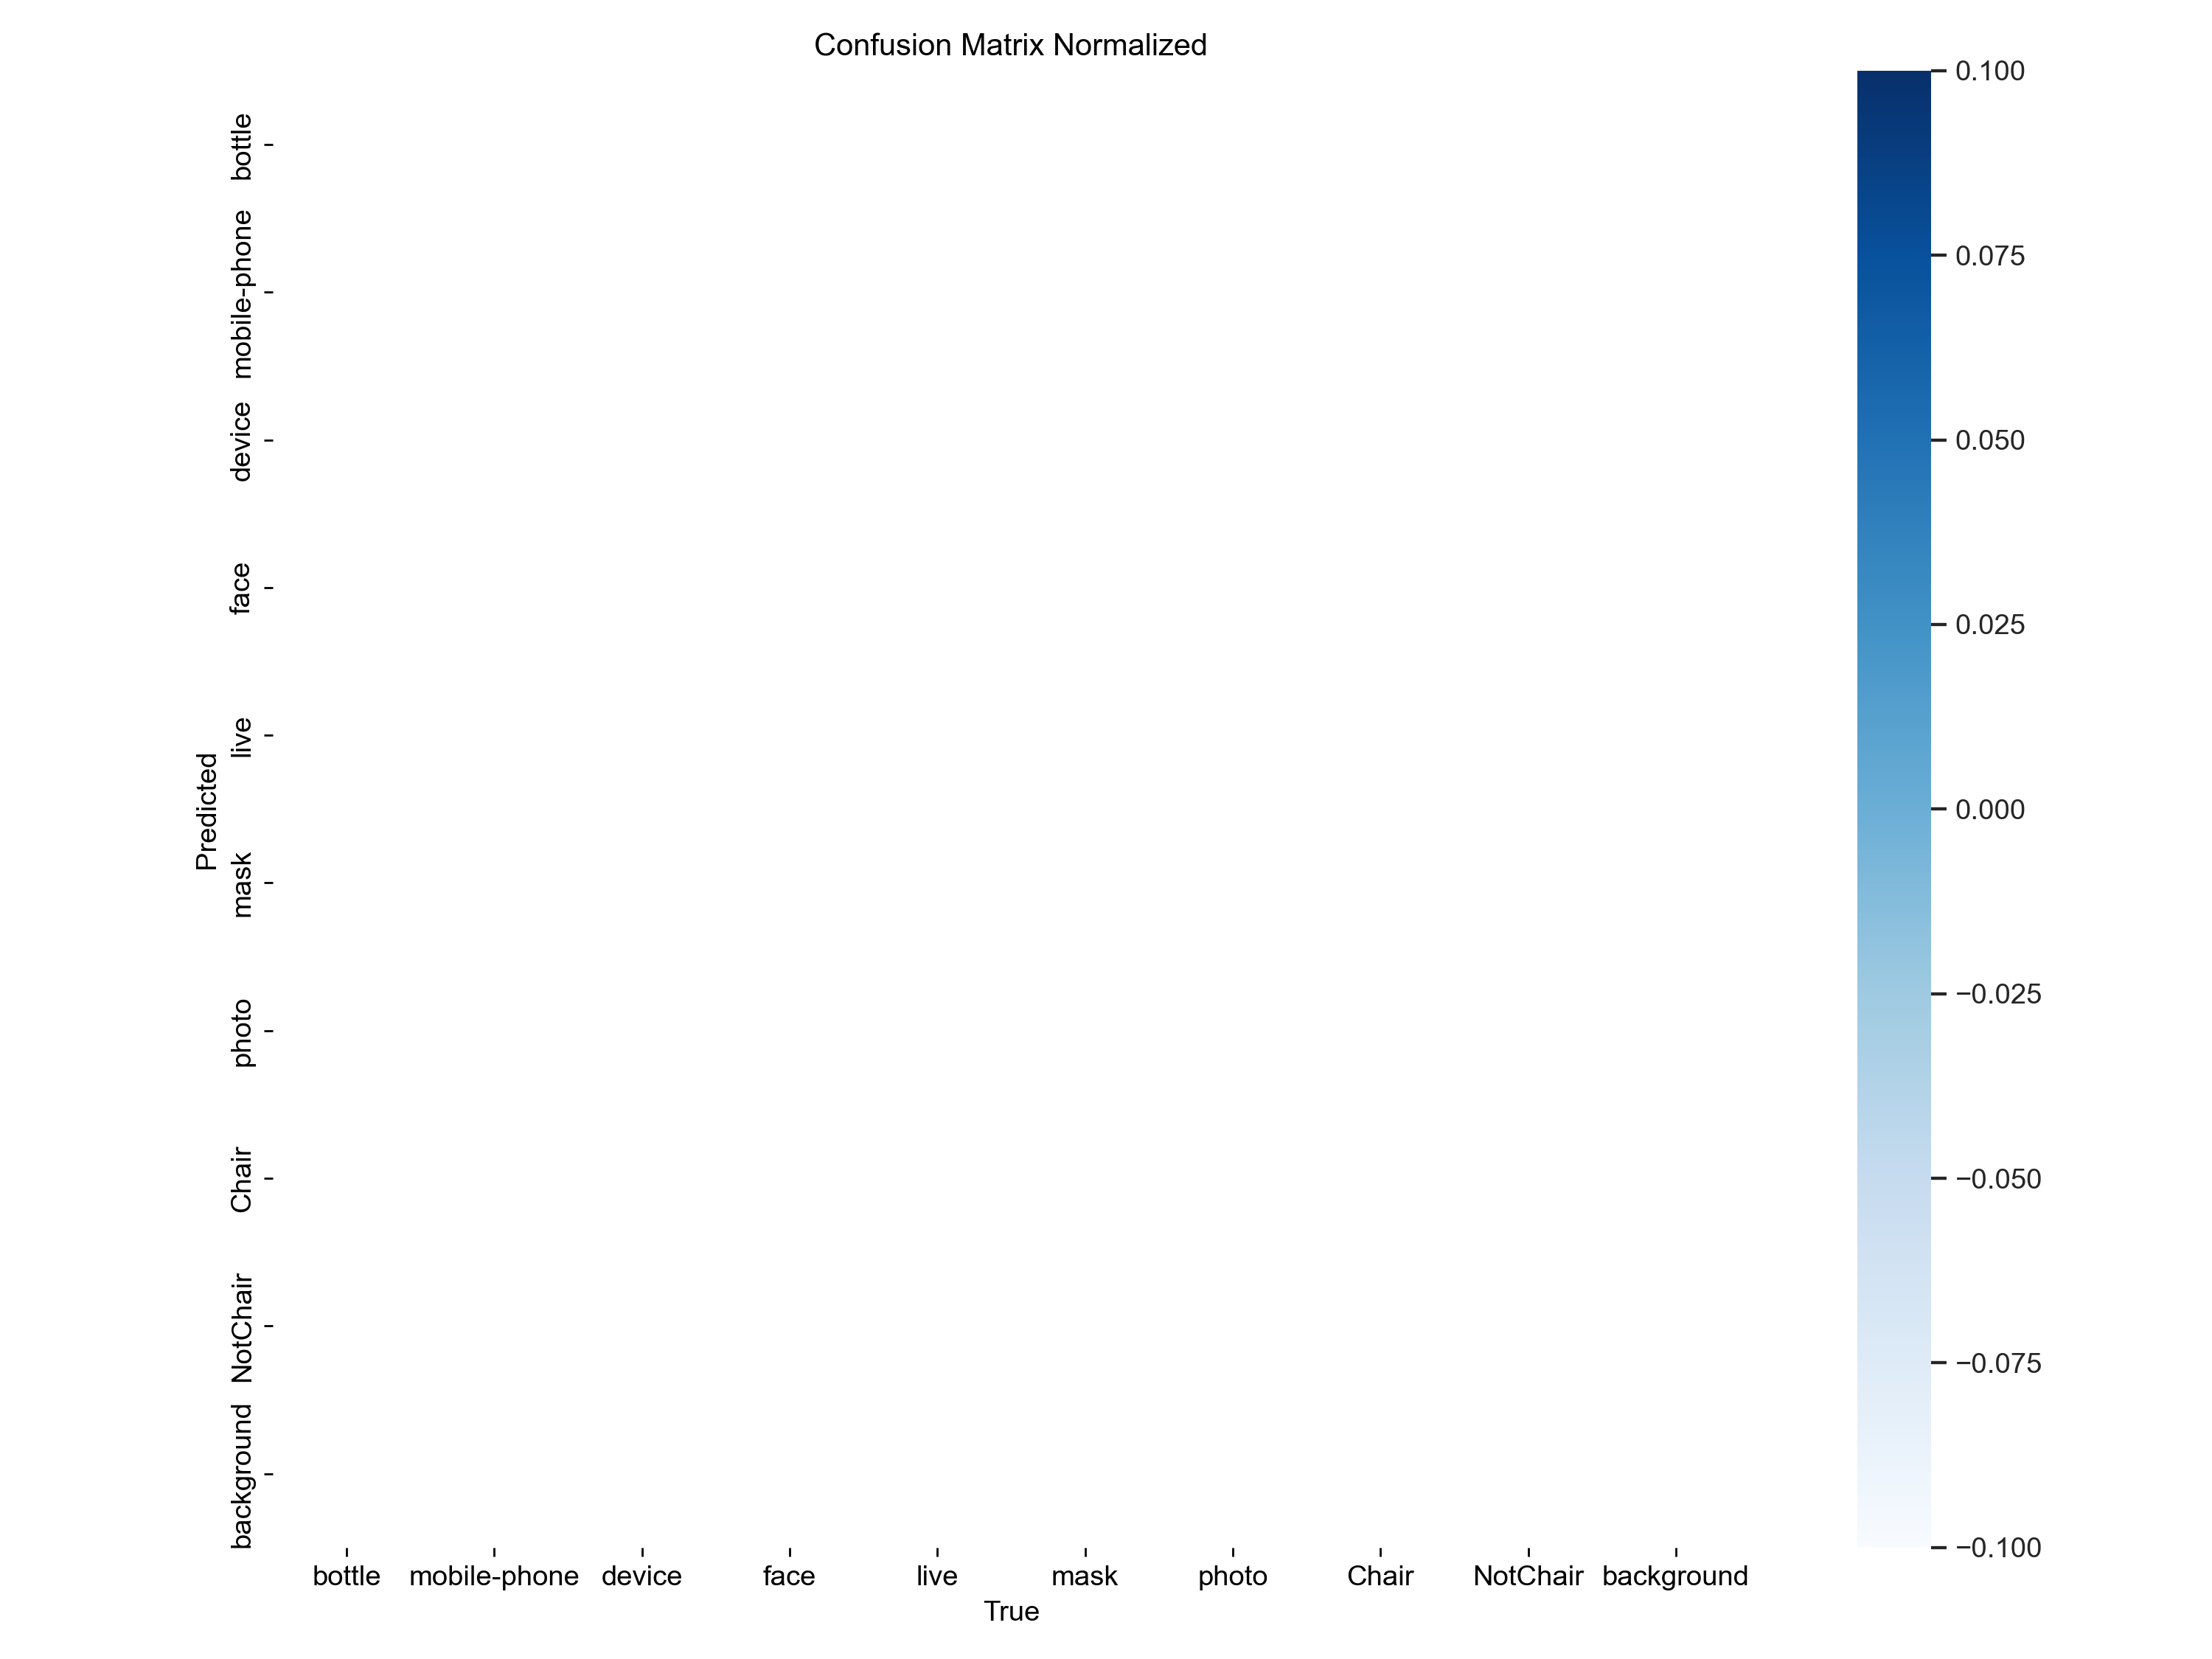 Confusion Matrix Normalized
Predicted
bottle
mobile-phone
device
face
live
mask
photo
Chair
NotChair
background
bottle mobile-phone device face live mask photo Chair NotChair background
True
0.100
0.075
0.050
0.025
0.000
−0.025
−0.050
−0.075
−0.100